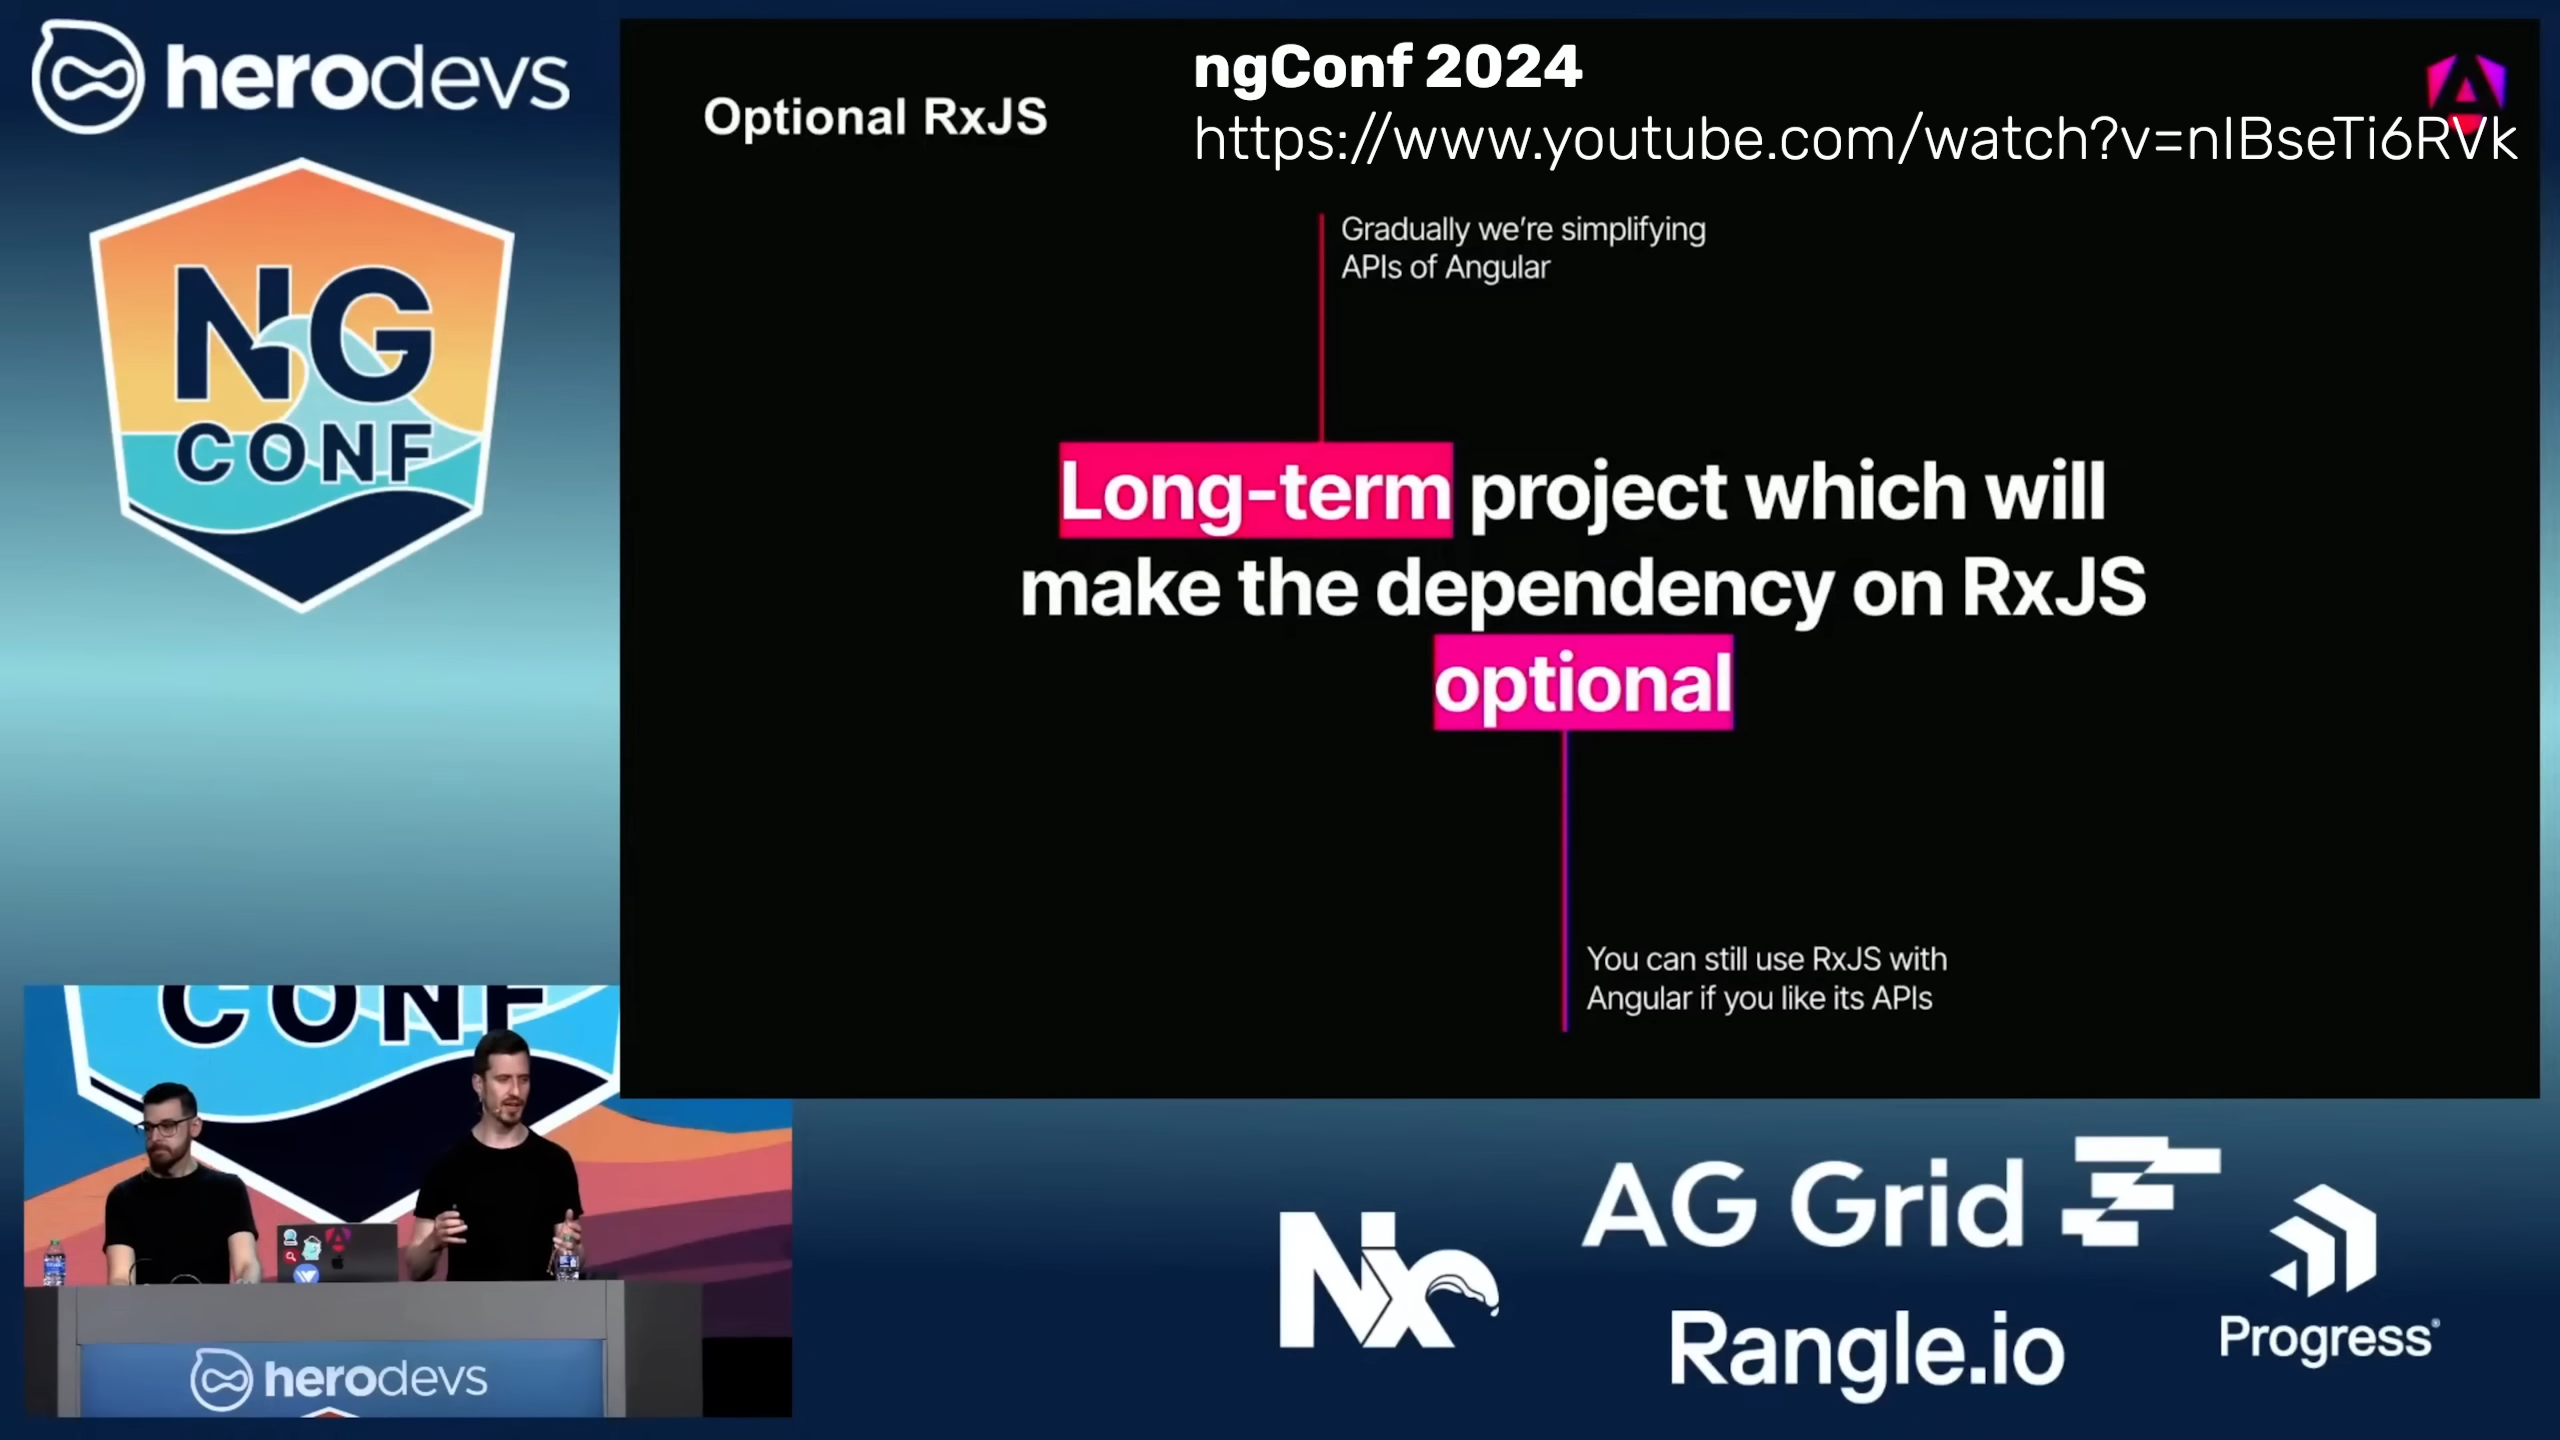 herodevs
NG
CONF
Optional RxJS
ngConf 2024
https://www.youtube.com/watch?v=nIBseTi6RVk
Gradually we're simplifying
APIs of Angular
Long-term project which will
make the dependency on RxJS
optional
You can still use RxJS with
Angular if you like its APIs
CONF
herodevs
Nx
AG Grid
Rangle.io
Progress®